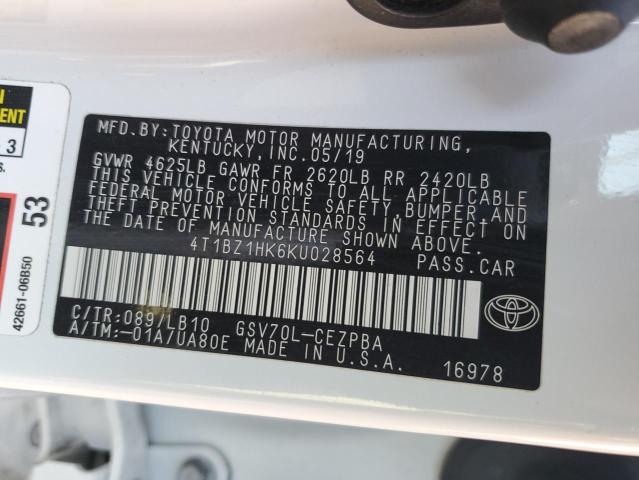 MFD.BY:TOYOTA MOTOR MANUFACTURING,
KENTUCKY, INC.05/19
GVWR 4625LB GAWR FR 2620LB RR 2420LB
THIS VEHICLE CONFORMS TO ALL APPLICABLE
FEDERAL MOTOR VEHICLE SAFETY, BUMPER, AND
THEFT PREVENTION STANDARDS IN EFFECT ON
THE DATE OF MANUFACTURE SHOWN ABOVE.
4T1BZ1HK6KU028564 PASS.CAR
C/TR:089/LB10 GSV70L-CEZPBA
A/TM:-01A/UA80E MADE IN U.S.A.
16978
TOYOTA
53
42661-06B50
3